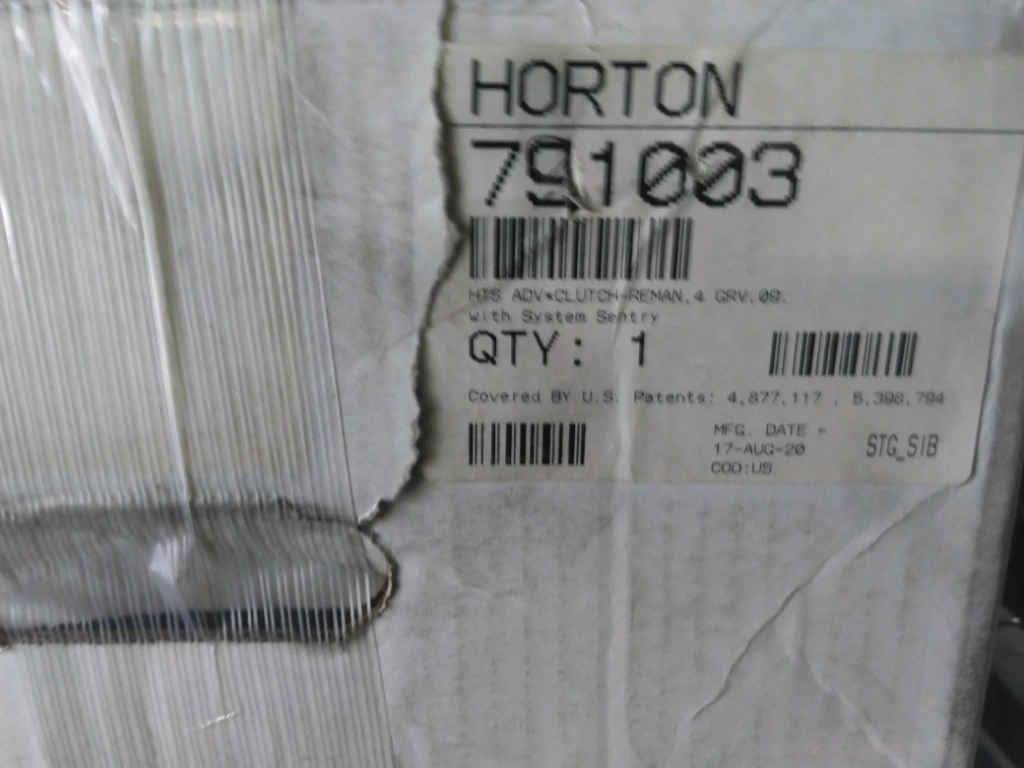 HORTON
791003
HTS ADV*CLUTCH-REMAN,4 GRV,09.
with System Sentry
QTY: 1
Covered BY U.S. Patents: 4,877,117 , 5,398,794
MFG. DATE =
17-AUG-20
COD:US
STG_SIB